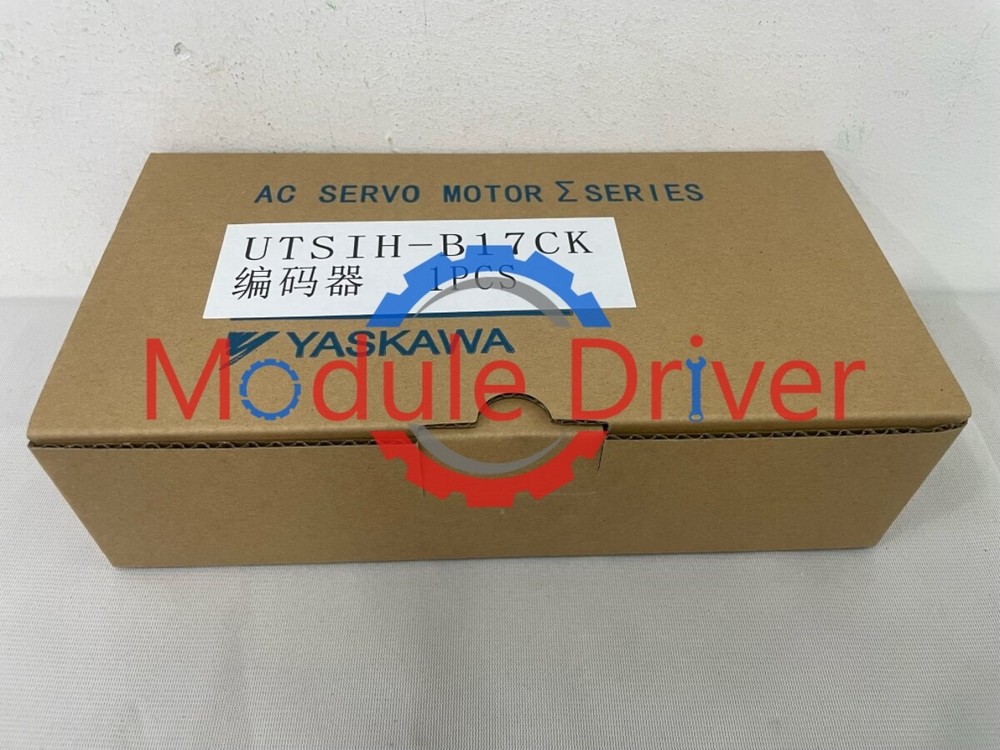 AC SERVO MOTOR Σ SERIES
UTSIH-B17CK
编码器 1PCS
YASKAWA
Module Driver